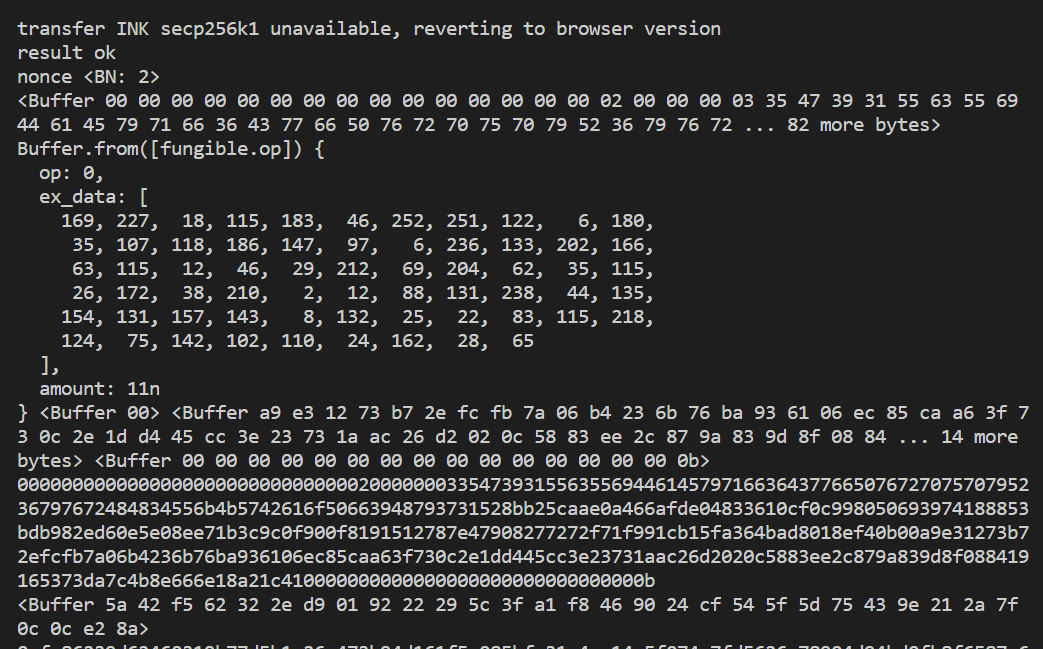 transfer INK secp256k1 unavailable, reverting to browser version
result ok
nonce <BN: 2>
<Buffer 00 00 00 00 00 00 00 00 00 00 00 00 00 00 00 02 00 00 00 03 35 47 39 31 55 63 55 69
44 61 45 79 71 66 36 43 77 66 50 76 72 70 75 70 79 52 36 79 76 72 ... 82 more bytes>
Buffer.from([fungible.op]) {
op: 0,
ex_data: [
169, 227, 18, 115, 183, 46, 252, 251, 122, 6, 180,
35, 107, 118, 186, 147, 97, 6, 236, 133, 202, 166,
63, 115, 12, 46, 29, 212, 69, 204, 62, 35, 115,
26, 172, 38, 210, 2, 12, 88, 131, 238, 44, 135,
154, 131, 157, 143, 8, 132, 25, 22, 83, 115, 218,
124, 75, 142, 102, 110, 24, 162, 28, 65
],
amount: 11n
} <Buffer 00> <Buffer a9 e3 12 73 b7 2e fc fb 7a 06 b4 23 6b 76 ba 93 61 06 ec 85 ca a6 3f 7
3 0c 2e 1d d4 45 cc 3e 23 73 1a ac 26 d2 02 0c 58 83 ee 2c 87 9a 83 9d 8f 08 84 ... 14 more
bytes> <Buffer 00 00 00 00 00 00 00 00 00 00 00 00 00 00 00 0b>
00000000000000000000000000000002000000033547393155635569446145797166364377665076727075707952
36797672484834556b4b5742616f50663948793731528bb25caae0a466afde04833610cf0c998050693974188853
bdb982ed60e5e08ee71b3c9c0f900f8191512787e47908277272f71f991cb15fa364bad8018ef40b00a9e31273b7
2efcfb7a06b4236b76ba936106ec85caa63f730c2e1dd445cc3e23731aac26d2020c5883ee2c879a839d8f088419
165373da7c4b8e666e18a21c410000000000000000000000000000000b
<Buffer 5a 42 f5 62 32 2e d9 01 92 22 29 5c 3f a1 f8 46 90 24 cf 54 5f 5d 75 43 9e 21 2a 7f
0c 0c e2 8a>